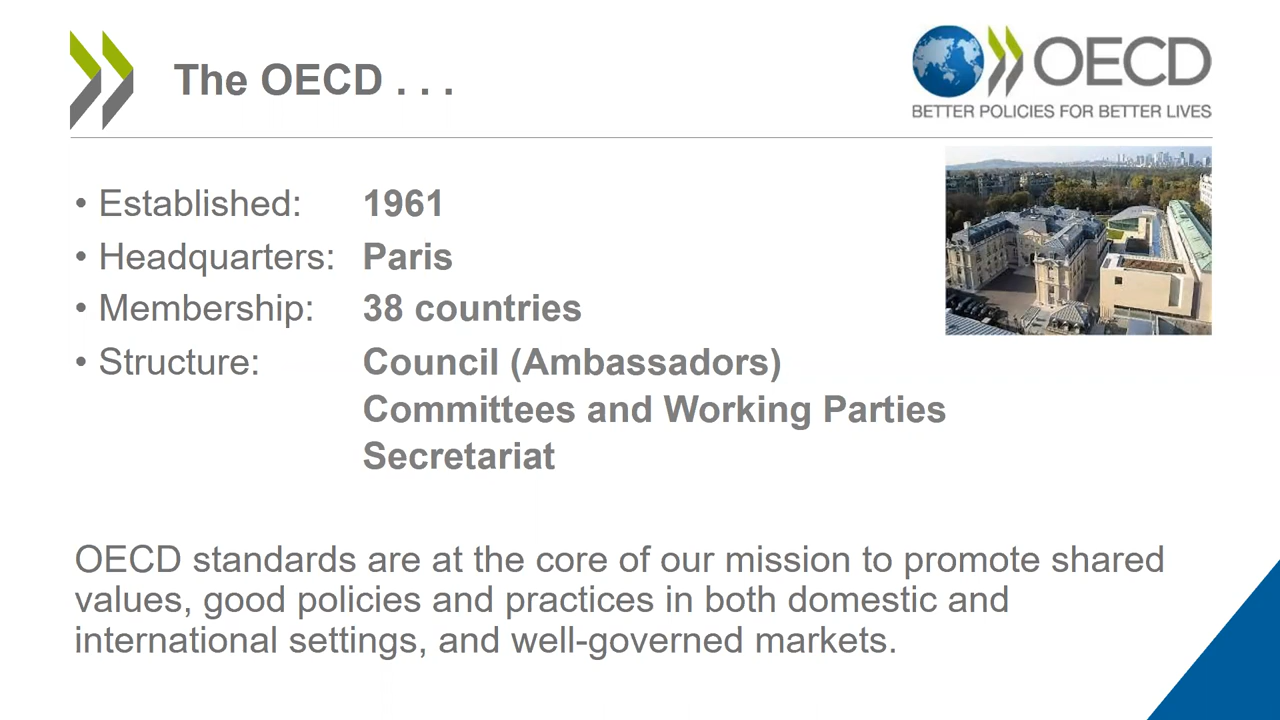 The OECD . . .
OECD
BETTER POLICIES FOR BETTER LIVES
• Established: 1961
• Headquarters: Paris
• Membership: 38 countries
• Structure: Council (Ambassadors)
Committees and Working Parties
Secretariat
OECD standards are at the core of our mission to promote shared
values, good policies and practices in both domestic and
international settings, and well-governed markets.